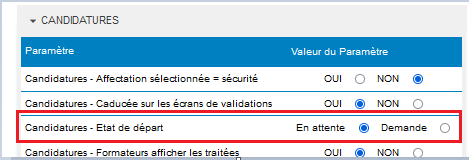 CANDIDATURES
Paramètre Valeur du Paramètre
Candidatures - Affectation sélectionnée = sécurité OUI NON
Candidatures - Caducée sur les écrans de validations OUI NON
Candidatures - Etat de départ En attente Demande
Candidatures - Formateurs afficher les traitées OUI NON